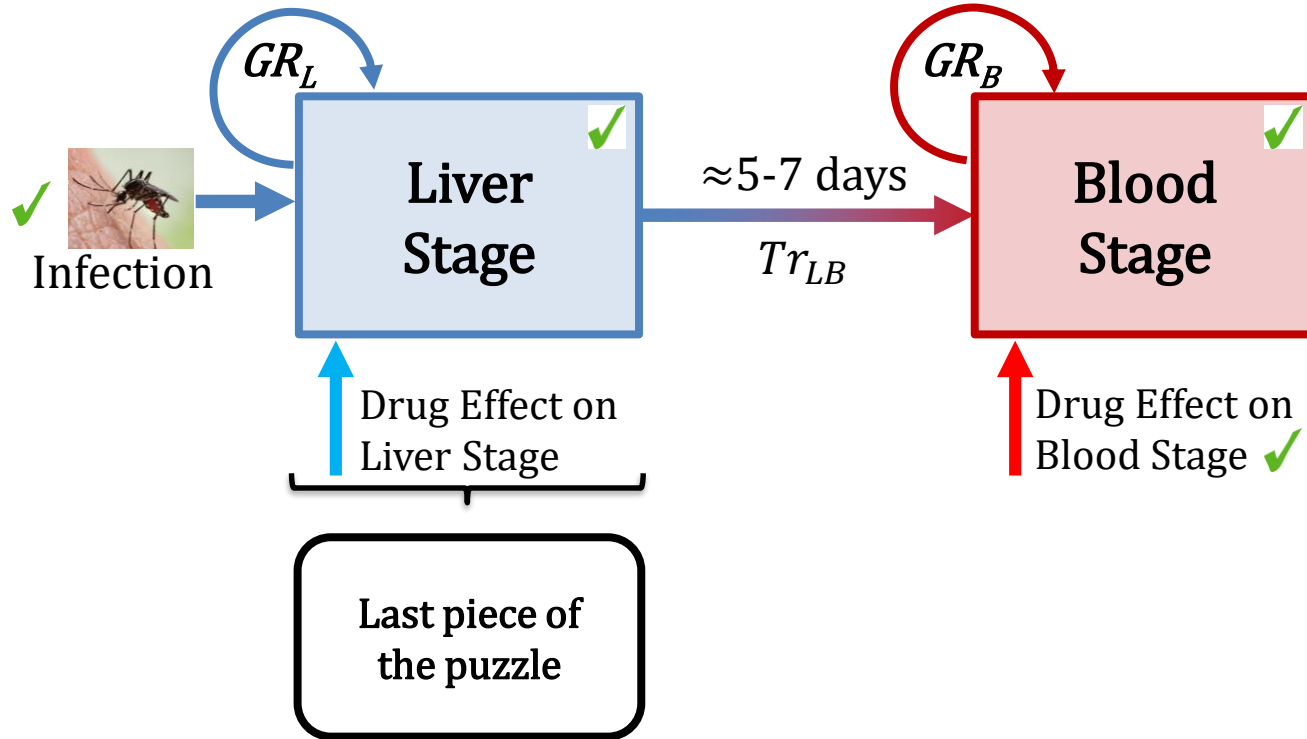 GR_L
GR_B
Liver
Stage
≈5-7 days
Tr_LB
Blood
Stage
Infection
Drug Effect on
Liver Stage
Drug Effect on
Blood Stage
Last piece of
the puzzle